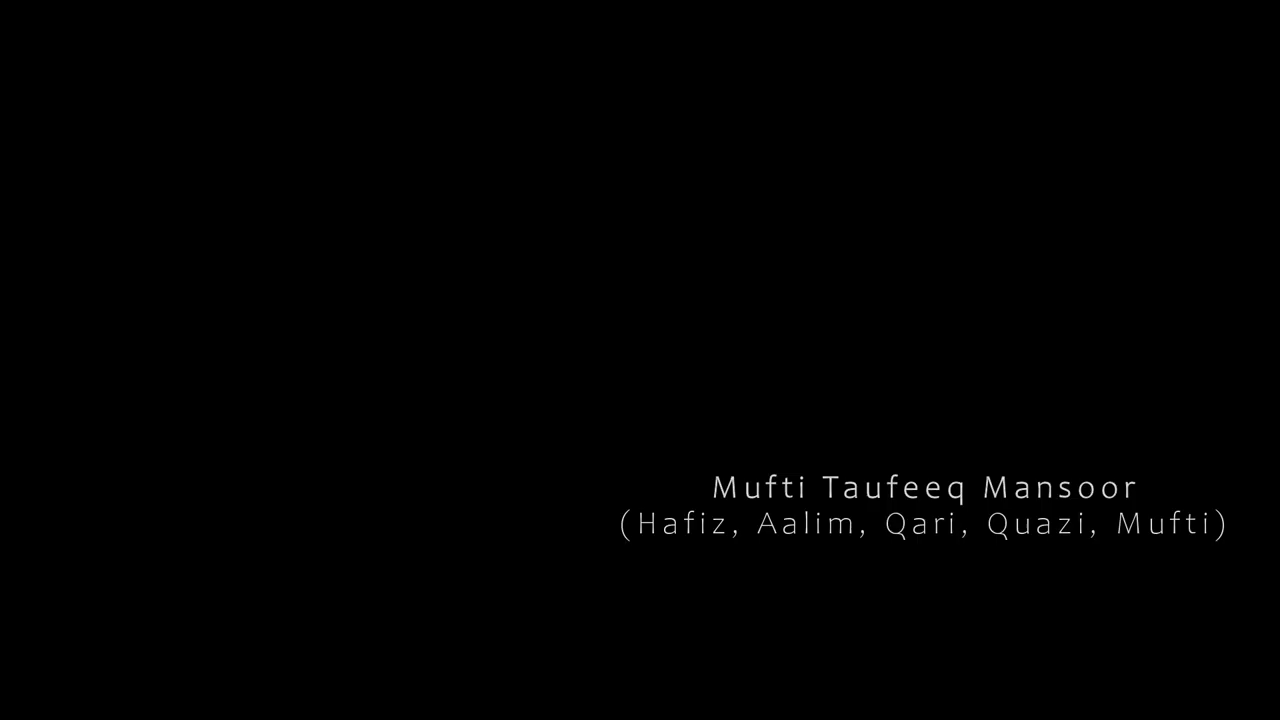 Mufti Taufeeq Mansoor
(Hafiz, Aalim, Qari, Quazi, Mufti)